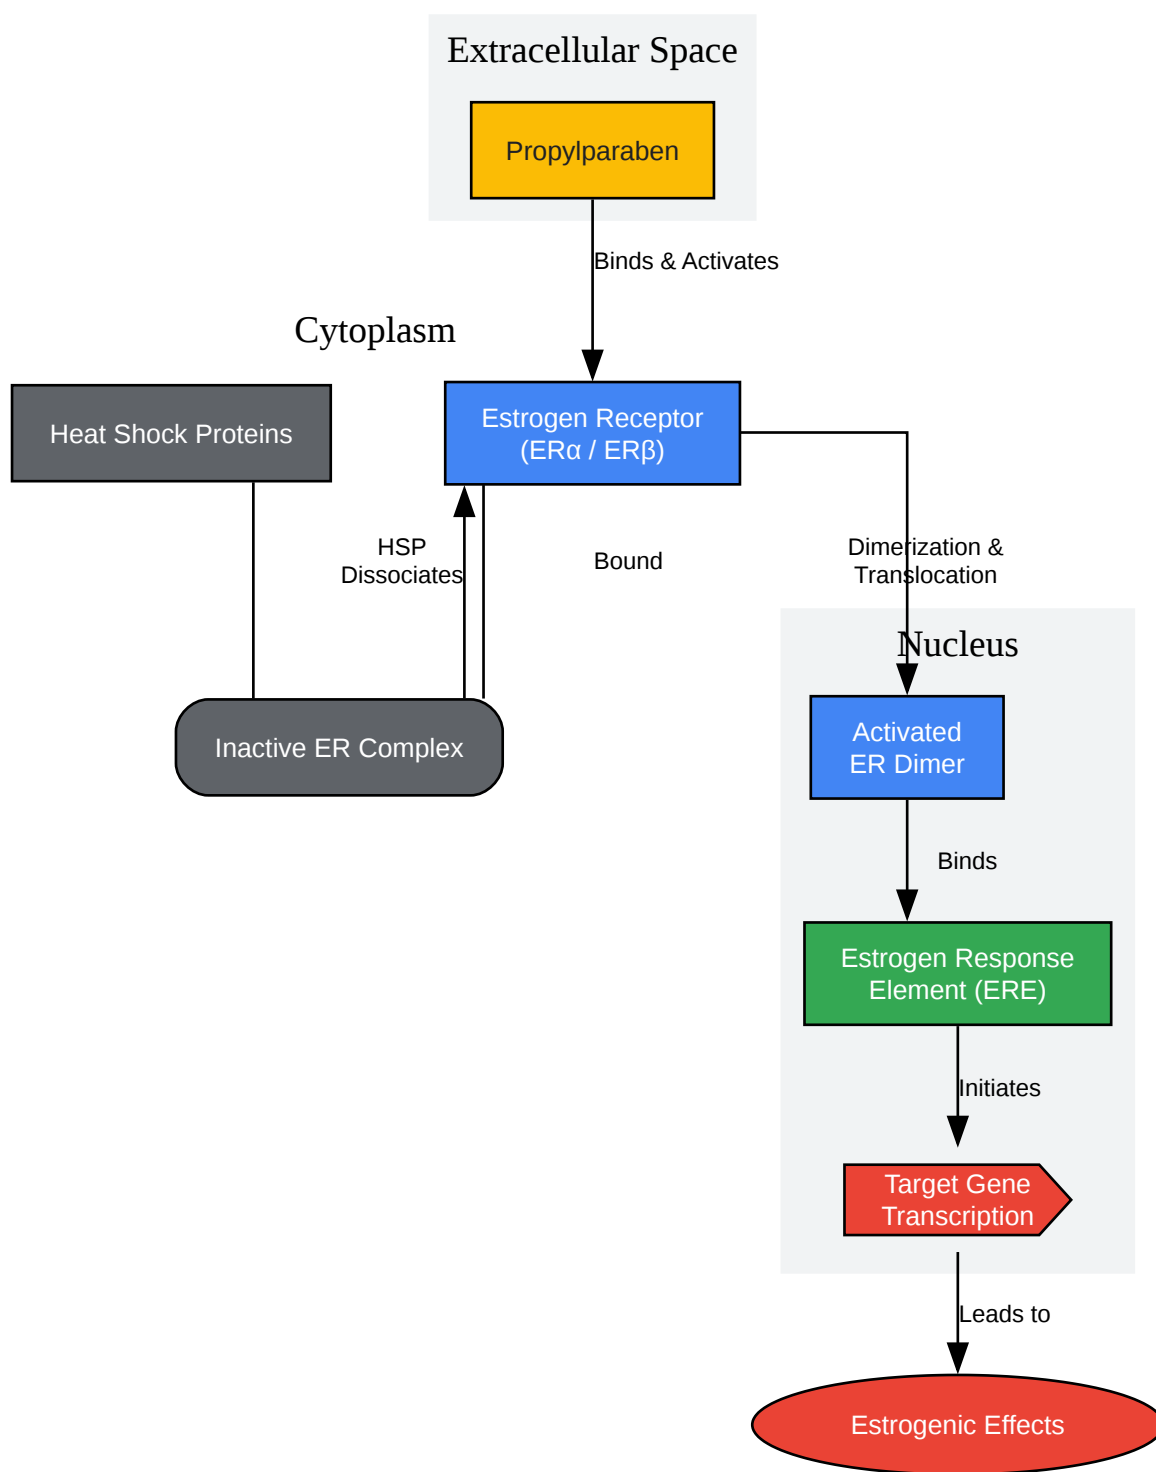 Extracellular Space
Propylparaben
Binds & Activates
Cytoplasm
Heat Shock Proteins
Estrogen Receptor
(ERα / ERβ)
HSP
Dissociates
Bound
Dimerization &
Translocation
Nucleus
Inactive ER Complex
Activated
ER Dimer
Binds
Estrogen Response
Element (ERE)
Initiates
Target Gene
Transcription
Leads to
Estrogenic Effects